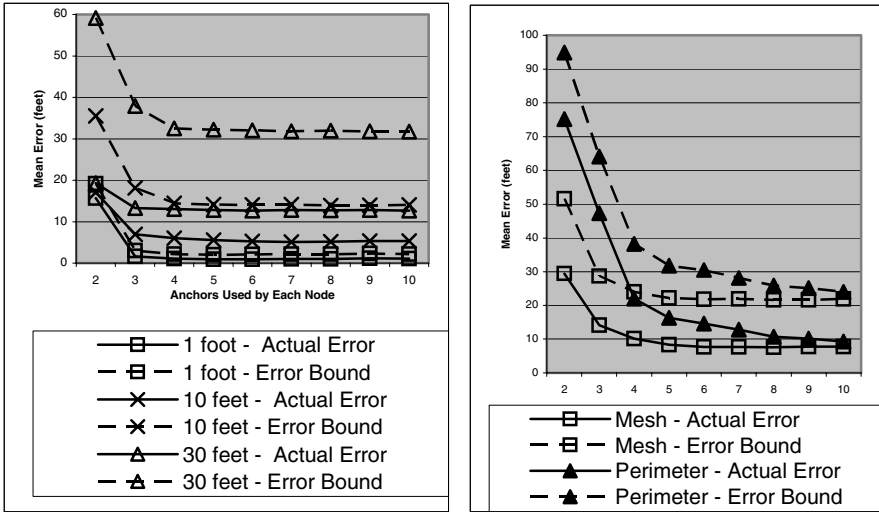 60
50
40
30
20
10
0
Mean Error (feet)
2 3 4 5 6 7 8 9 10
Anchors Used by Each Node
1 foot - Actual Error
1 foot - Error Bound
10 feet - Actual Error
10 feet - Error Bound
30 feet - Actual Error
30 feet - Error Bound
100
90
80
70
60
50
40
30
20
10
0
Mean Error (feet)
2 3 4 5 6 7 8 9 10
Mesh - Actual Error
Mesh - Error Bound
Perimeter - Actual Error
Perimeter - Error Bound